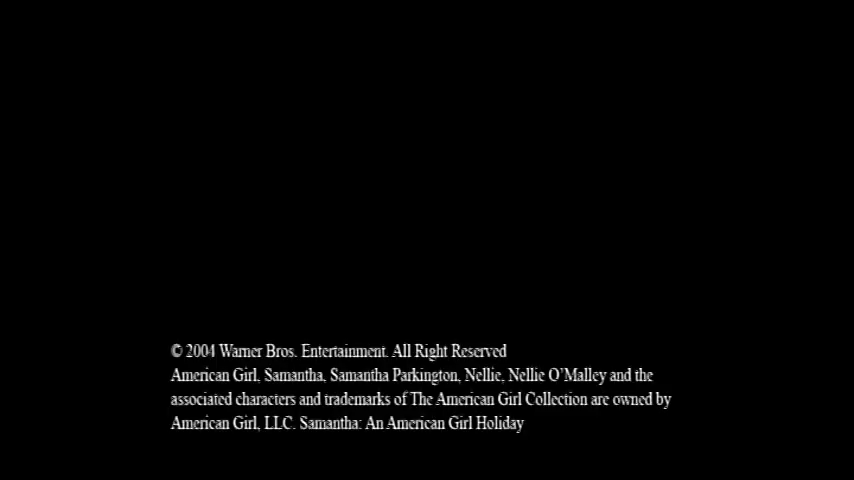 © 2004 Warner Bros. Entertainment. All Right Reserved
American Girl, Samantha, Samantha Parkington, Nellie, Nellie O’Malley and the
associated characters and trademarks of The American Girl Collection are owned by
American Girl, LLC. Samantha: An American Girl Holiday